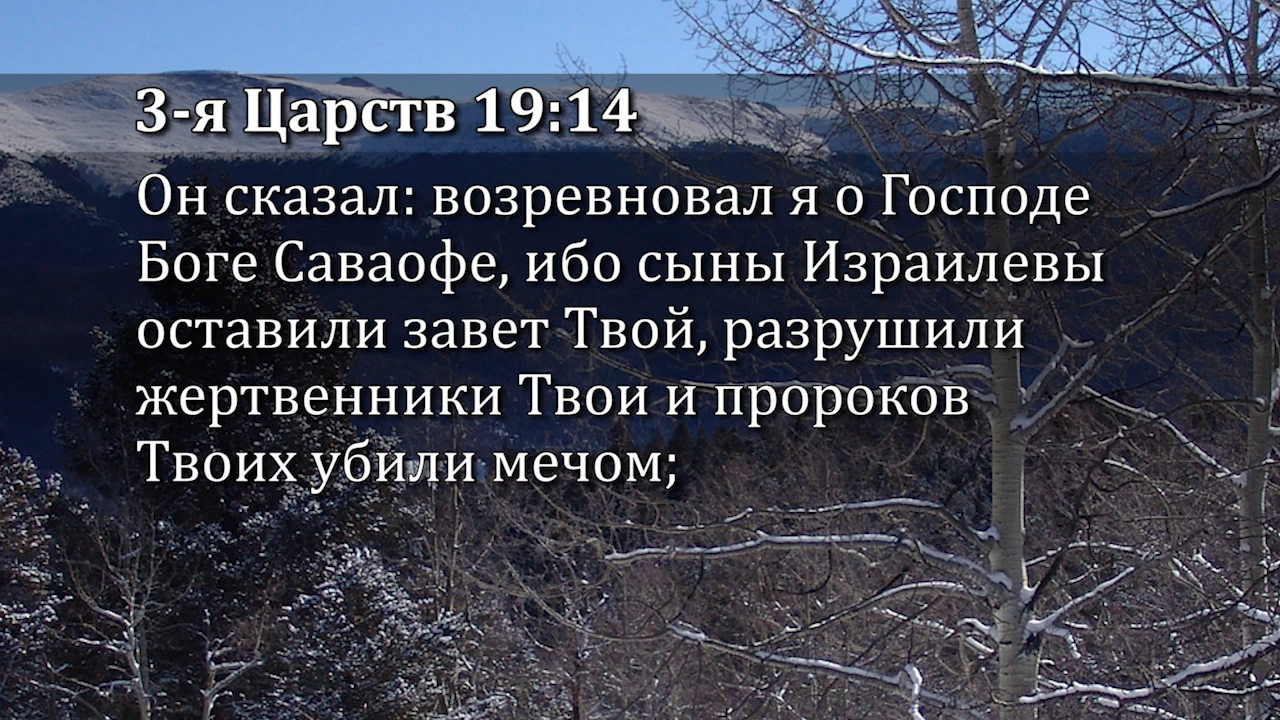 3-я Царств 19:14
Он сказал: возревновал я о Господе
Боге Саваофе, ибо сыны Израилевы
оставили завет Твой, разрушили
жертвенники Твои и пророков
Твоих убили мечом;